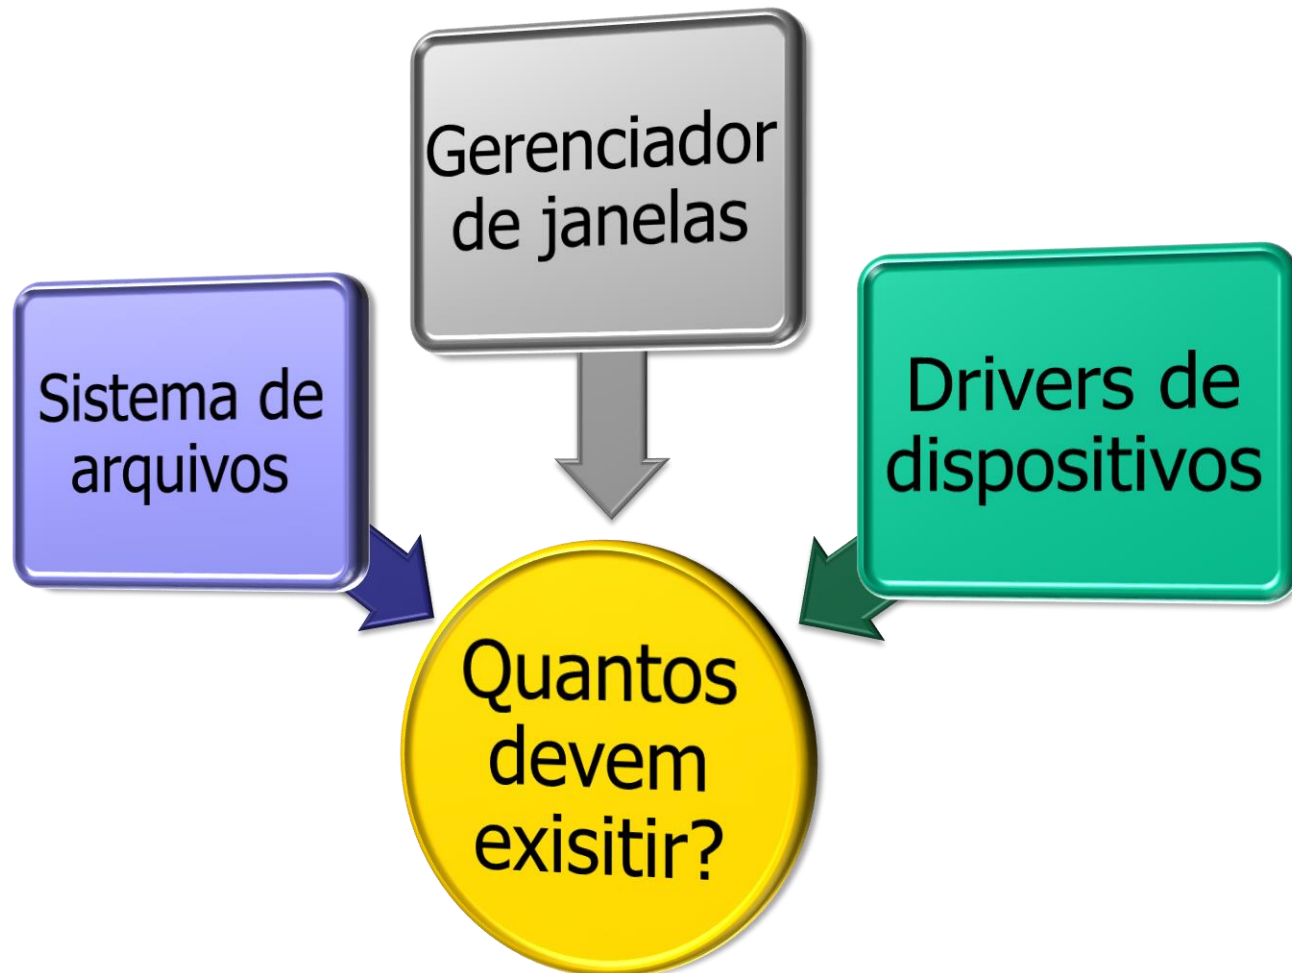 Gerenciador
de janelas
Sistema de
arquivos
Drivers de
dispositivos
Quantos
devem
exisitir?